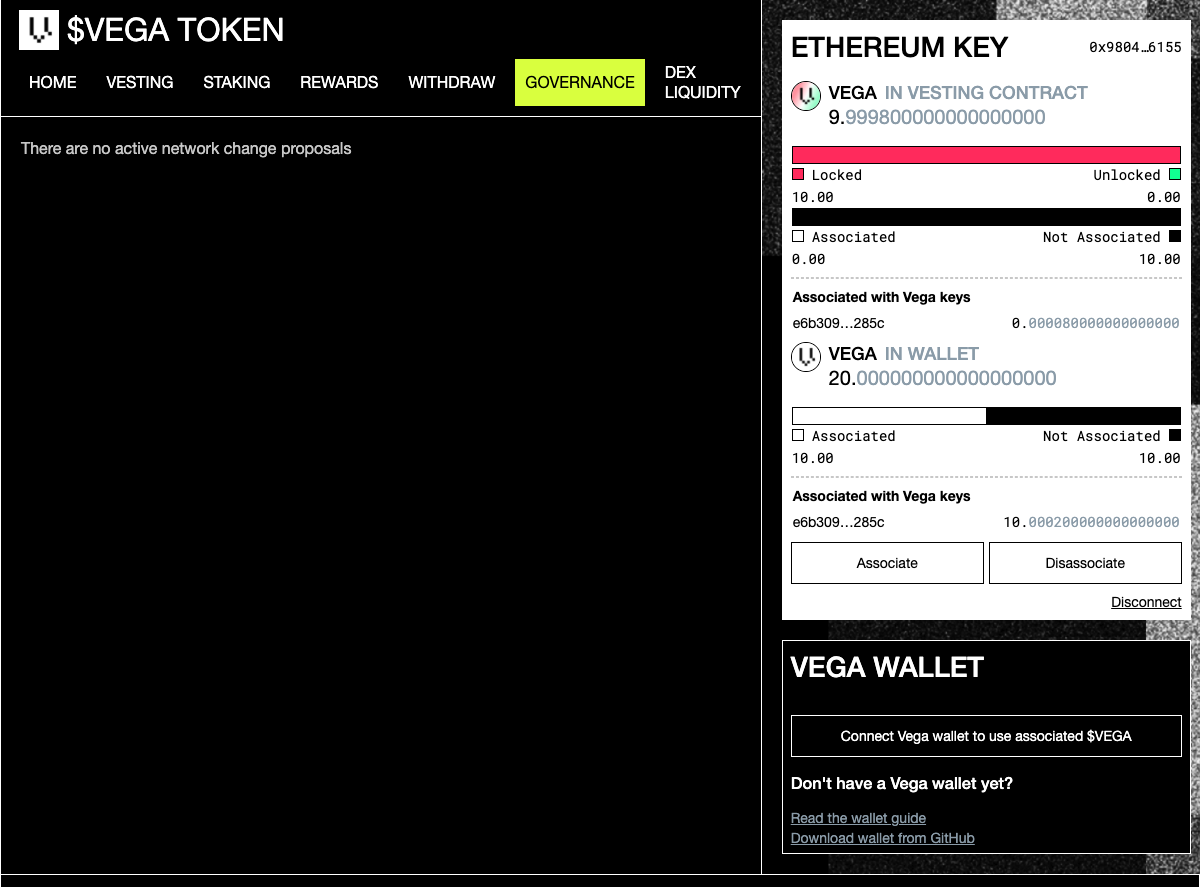 $VEGA TOKEN
HOME VESTING STAKING REWARDS WITHDRAW GOVERNANCE DEX LIQUIDITY
There are no active network change proposals
ETHEREUM KEY 0x9804…6155
VEGA IN VESTING CONTRACT
9.999800000000000000
Locked Unlocked
10.00 0.00
Associated Not Associated
0.00 10.00
Associated with Vega keys
e6b309…285c 0.000080000000000000
VEGA IN WALLET
20.000000000000000000
Associated Not Associated
10.00 10.00
Associated with Vega keys
e6b309…285c 10.000200000000000000
Associate Disassociate
Disconnect
VEGA WALLET
Connect Vega wallet to use associated $VEGA
Don't have a Vega wallet yet?
Read the wallet guide
Download wallet from GitHub